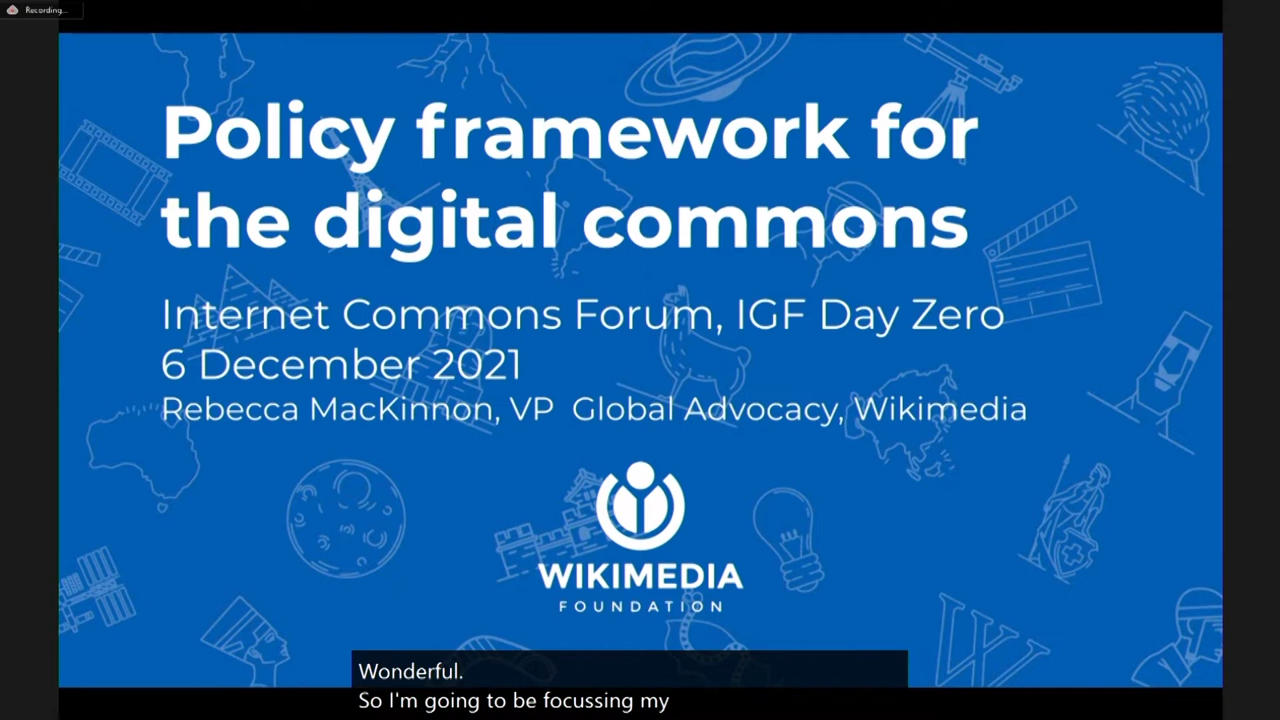 Recording...
Policy framework for
the digital commons
Internet Commons Forum, IGF Day Zero
6 December 2021
Rebecca MacKinnon, VP Global Advocacy, Wikimedia
WIKIMEDIA
FOUNDATION
W
Wonderful.
So I'm going to be focussing my